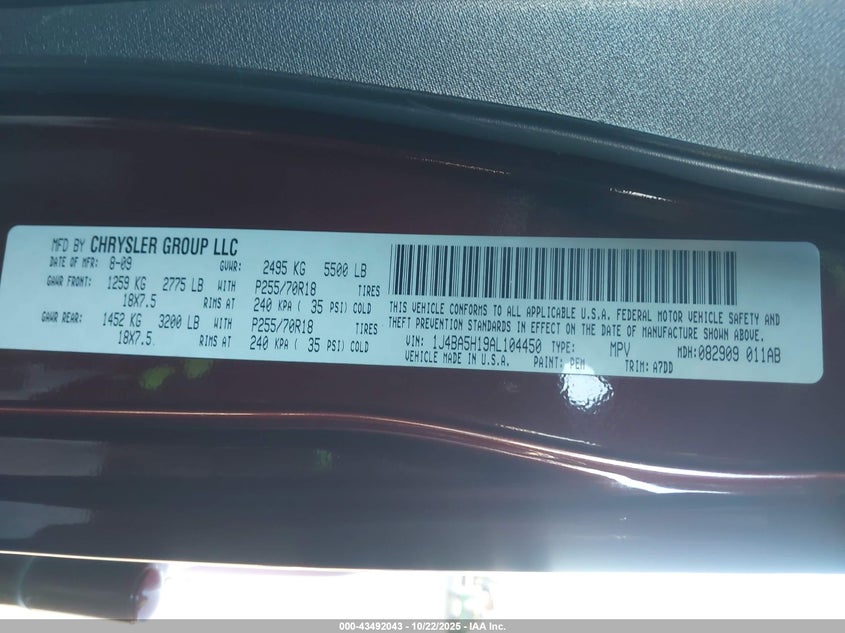 MFD BY CHRYSLER GROUP LLC
DATE OF MFR: 8-09 GVWR: 2495 KG 5500 LB
GAWR FRONT: 1259 KG 2775 LB WITH P255/70R18 TIRES
18X7.5 RIMS AT 240 KPA ( 35 PSI) COLD
GAWR REAR: 1452 KG 3200 LB WITH P255/70R18 TIRES
18X7.5 RIMS AT 240 KPA ( 35 PSI) COLD
THIS VEHICLE CONFORMS TO ALL APPLICABLE U.S.A. FEDERAL MOTOR VEHICLE SAFETY AND
THEFT PREVENTION STANDARDS IN EFFECT ON THE DATE OF MANUFACTURE SHOWN ABOVE.
VIN: 1J4BA5H19AL104450 TYPE: MPV MDH:082909 011AB
VEHICLE MADE IN U.S.A. PAINT: PEM TRIM: A7DD
000-43492043 - 10/22/2025 - IAA Inc.